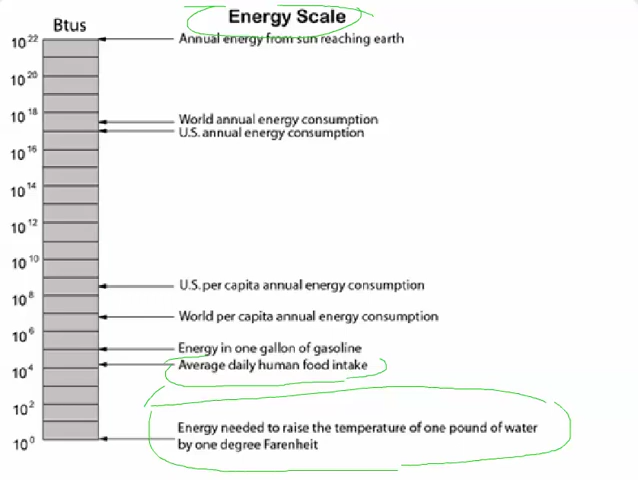 Energy Scale
Btus
10^22
Annual energy from sun reaching earth
10^20
10^18
World annual energy consumption
U.S. annual energy consumption
10^16
10^14
10^12
10^10
U.S. per capita annual energy consumption
10^8
World per capita annual energy consumption
10^6
Energy in one gallon of gasoline
Average daily human food intake
10^4
10^2
Energy needed to raise the temperature of one pound of water
by one degree Farenheit
10^0